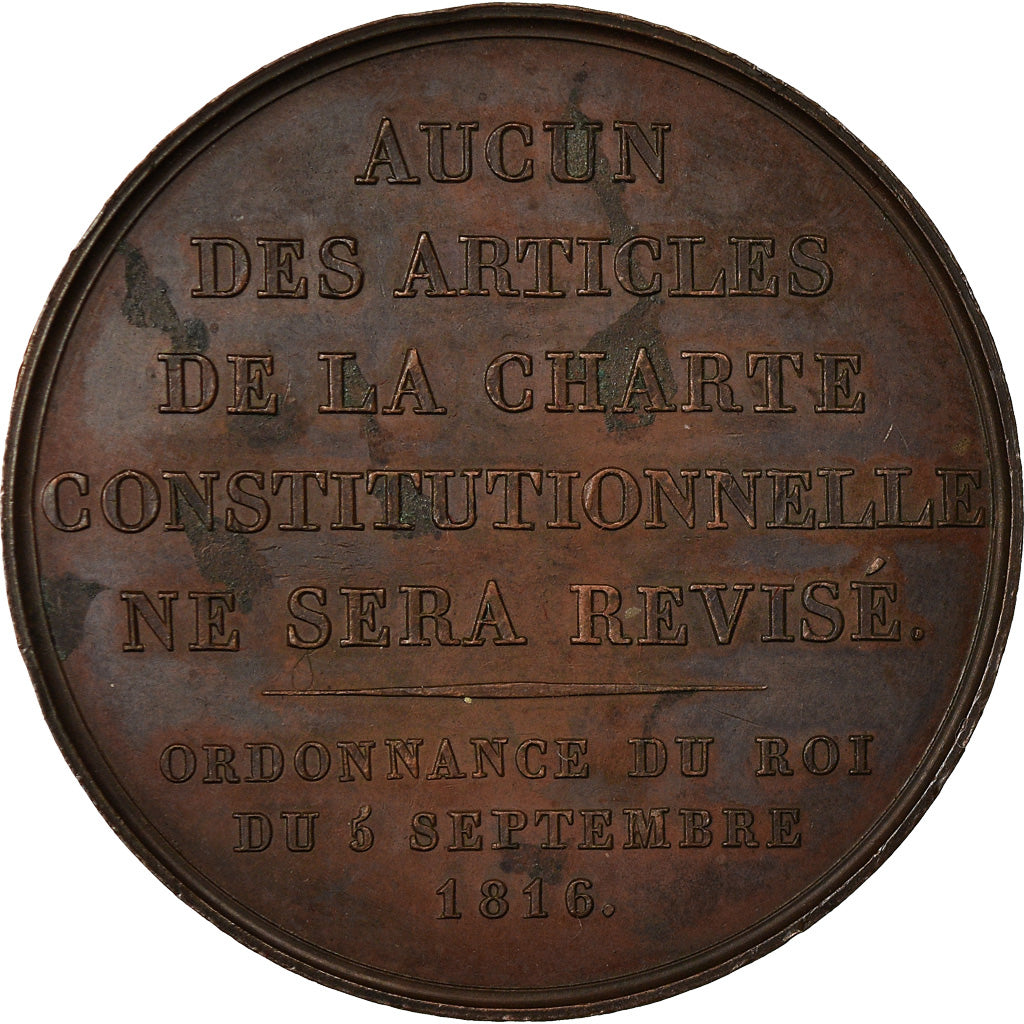 AUCUN
DES ARTICLES
DE LA CHARTE
CONSTITUTIONNELLE
NE SERA REVISÉ.
ORDONNANCE DU ROI
DU 5 SEPTEMBRE
1816.